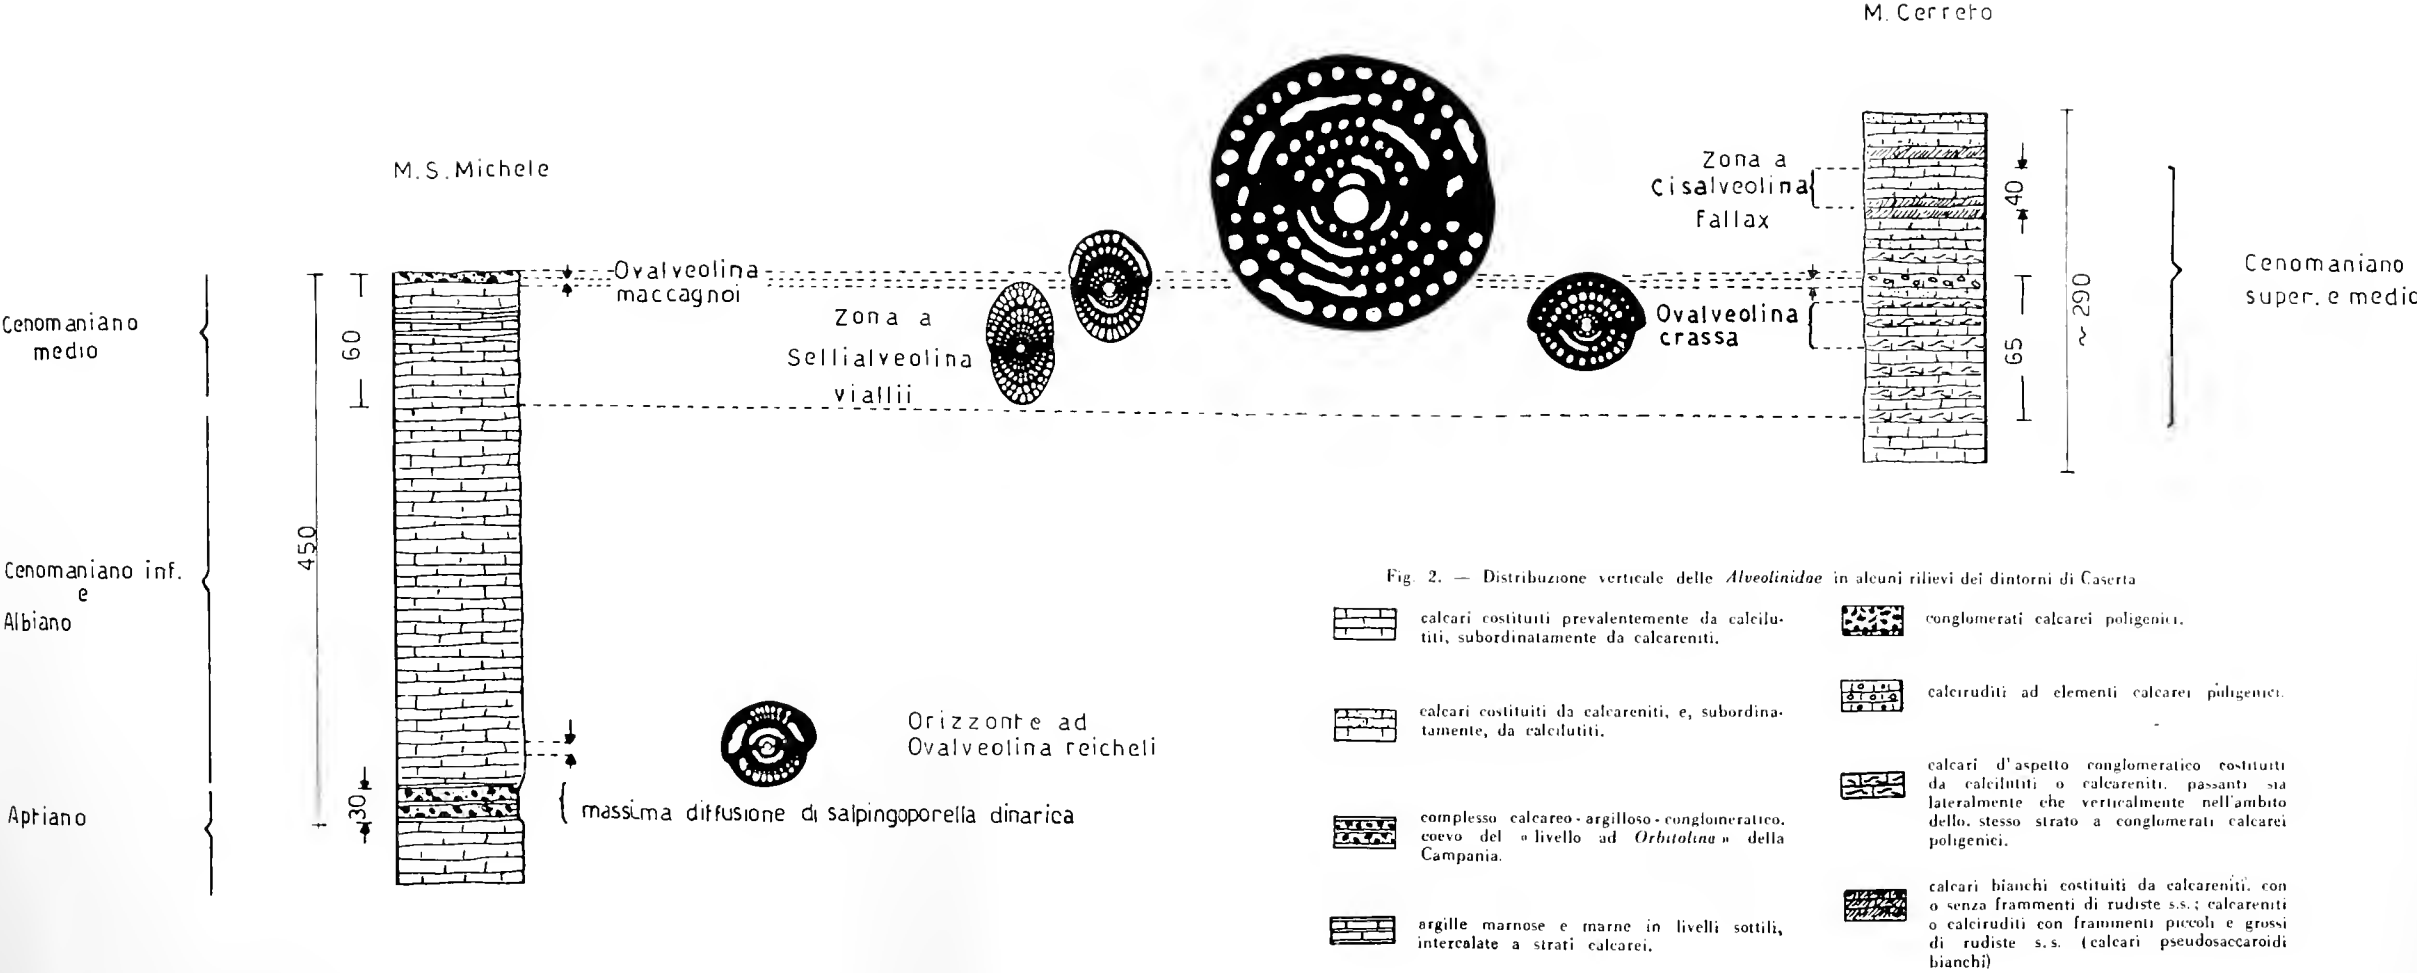 M. Cerreto
M.S. Michele
Zona a
Cisalveolina
fallax
40
Cenomaniano
super. e medio
~ 290
Ovalveolina
maccagnoi
Cenomaniano
medio
60
Zona a
Sellialveolina
viallii
Ovalveolina
crassa
65
450
Cenomaniano inf.
e
Albiano
Orizzonte ad
Ovalveolina reicheli
30
massima diffusione di salpingoporella dinarica
Aptiano
Fig. 2. — Distribuzione verticale delle Alveolinidae in alcuni rilievi dei dintorni di Caserta
calcari costituiti prevalentemente da calcilu-
titi, subordinatamente da calcareniti.
calcari costituiti da calcareniti, e, subordina-
tamente, da calcilutiti.
complesso calcareo-argilloso-conglomeratico,
coevo del « livello ad Orbitolina » della
Campania.
argille marnose e marne in livelli sottili,
intercalate a strati calcarei.
conglomerati calcarei poligenici.
calciruditi ad elementi calcarei poligenici.
calcari d'aspetto conglomeratico costituiti
da calcilutiti o calcareniti, passanti sia
lateralmente che verticalmente nell'ambito
dello stesso strato a conglomerati calcarei
poligenici.
calcari bianchi costituiti da calcareniti, con
o senza frammenti di rudiste s.s.; calcareniti
o calciruditi con frammenti piccoli e grossi
di rudiste s.s. (calcari pseudosaccaroidi
bianchi)